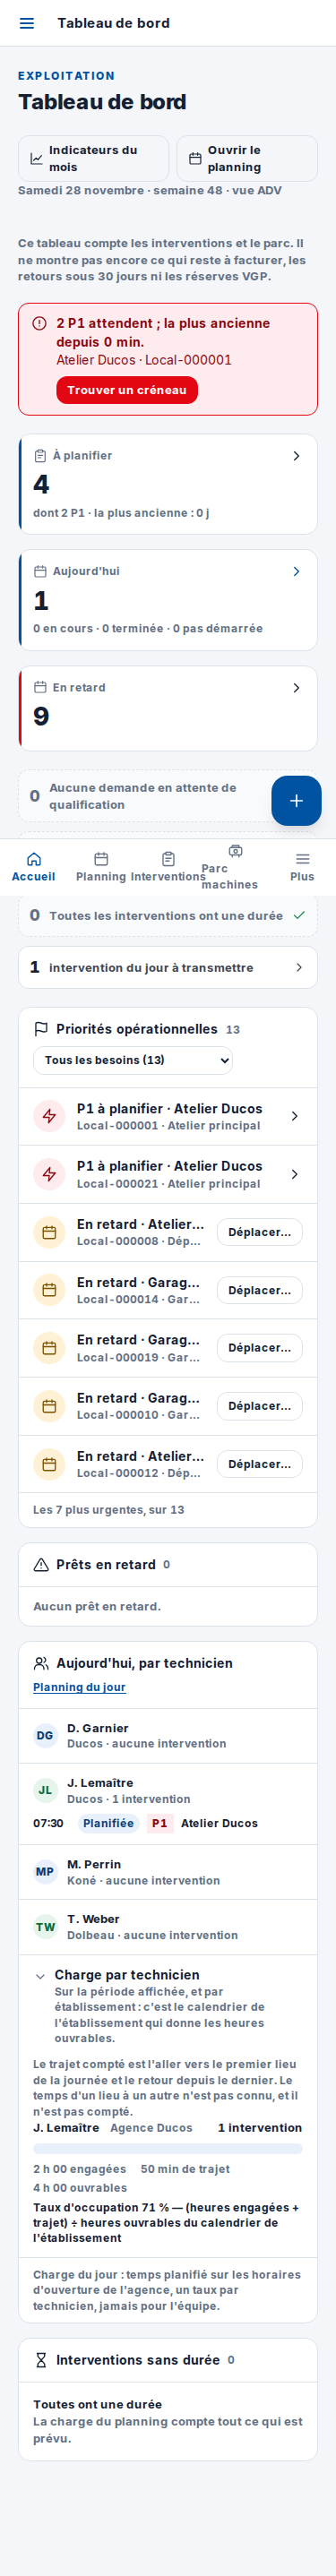 Tableau de bord
EXPLOITATION
Tableau de bord
Indicateurs du
mois
Ouvrir le
planning
Samedi 28 novembre · semaine 48 · vue ADV
Ce tableau compte les interventions et le parc. Il
ne montre pas encore ce qui reste à facturer, les
retours sous 30 jours ni les réserves VGP.
2 P1 attendent ; la plus ancienne
depuis 0 min.
Atelier Ducos · Local-000001
Trouver un créneau
À planifier
4
dont 2 P1 · la plus ancienne : 0 j
Aujourd'hui
1
0 en cours · 0 terminée · 0 pas démarrée
En retard
9
0 Aucune demande en attente de
qualification
Accueil
Planning
Interventions
Parc
machines
Plus
0 Toutes les interventions ont une durée
1 intervention du jour à transmettre
Priorités opérationnelles 13
Tous les besoins (13)
P1 à planifier · Atelier Ducos
Local-000001 · Atelier principal
P1 à planifier · Atelier Ducos
Local-000021 · Atelier principal
En retard · Atelier...
Local-000008 · Dép...
Déplacer...
En retard · Garag...
Local-000014 · Gar...
Déplacer...
En retard · Garag...
Local-000019 · Gar...
Déplacer...
En retard · Garag...
Local-000010 · Gar...
Déplacer...
En retard · Atelier...
Local-000012 · Dép...
Déplacer...
Les 7 plus urgentes, sur 13
Prêts en retard 0
Aucun prêt en retard.
Aujourd'hui, par technicien
Planning du jour
DG
D. Garnier
Ducos · aucune intervention
JL
J. Lemaître
Ducos · 1 intervention
07:30 Planifiée P1 Atelier Ducos
MP
M. Perrin
Koné · aucune intervention
TW
T. Weber
Dolbeau · aucune intervention
Charge par technicien
Sur la période affichée, et par
établissement : c'est le calendrier de
l'établissement qui donne les heures
ouvrables.
Le trajet compté est l'aller vers le premier lieu
de la journée et le retour depuis le dernier. Le
temps d'un lieu à un autre n'est pas connu, et il
n'est pas compté.
J. Lemaître Agence Ducos 1 intervention
2 h 00 engagées 50 min de trajet
4 h 00 ouvrables
Taux d'occupation 71 % — (heures engagées +
trajet) ÷ heures ouvrables du calendrier de
l'établissement
Charge du jour : temps planifié sur les horaires
d'ouverture de l'agence, un taux par
technicien, jamais pour l'équipe.
Interventions sans durée 0
Toutes ont une durée
La charge du planning compte tout ce qui est
prévu.